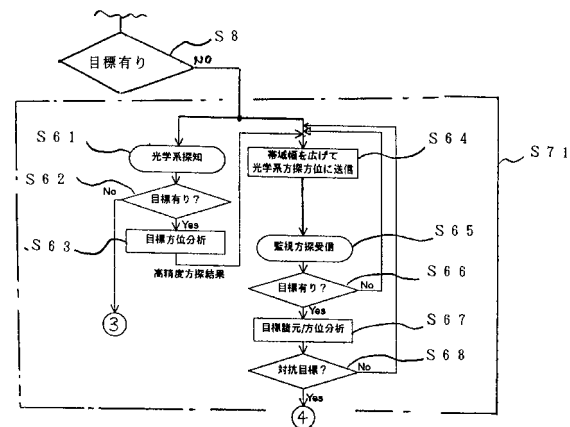 S8
目標有り
NO
S61
光学系探知
S62
No
目標有り?
Yes
S63
目標方位分析
高精度方探結果
③
S64
帯域幅を広げて
光学系方探方位に送信
S71
S65
監視方探受信
S66
目標有り?
No
Yes
S67
目標諸元/方位分析
S68
対抗目標?
No
Yes
④